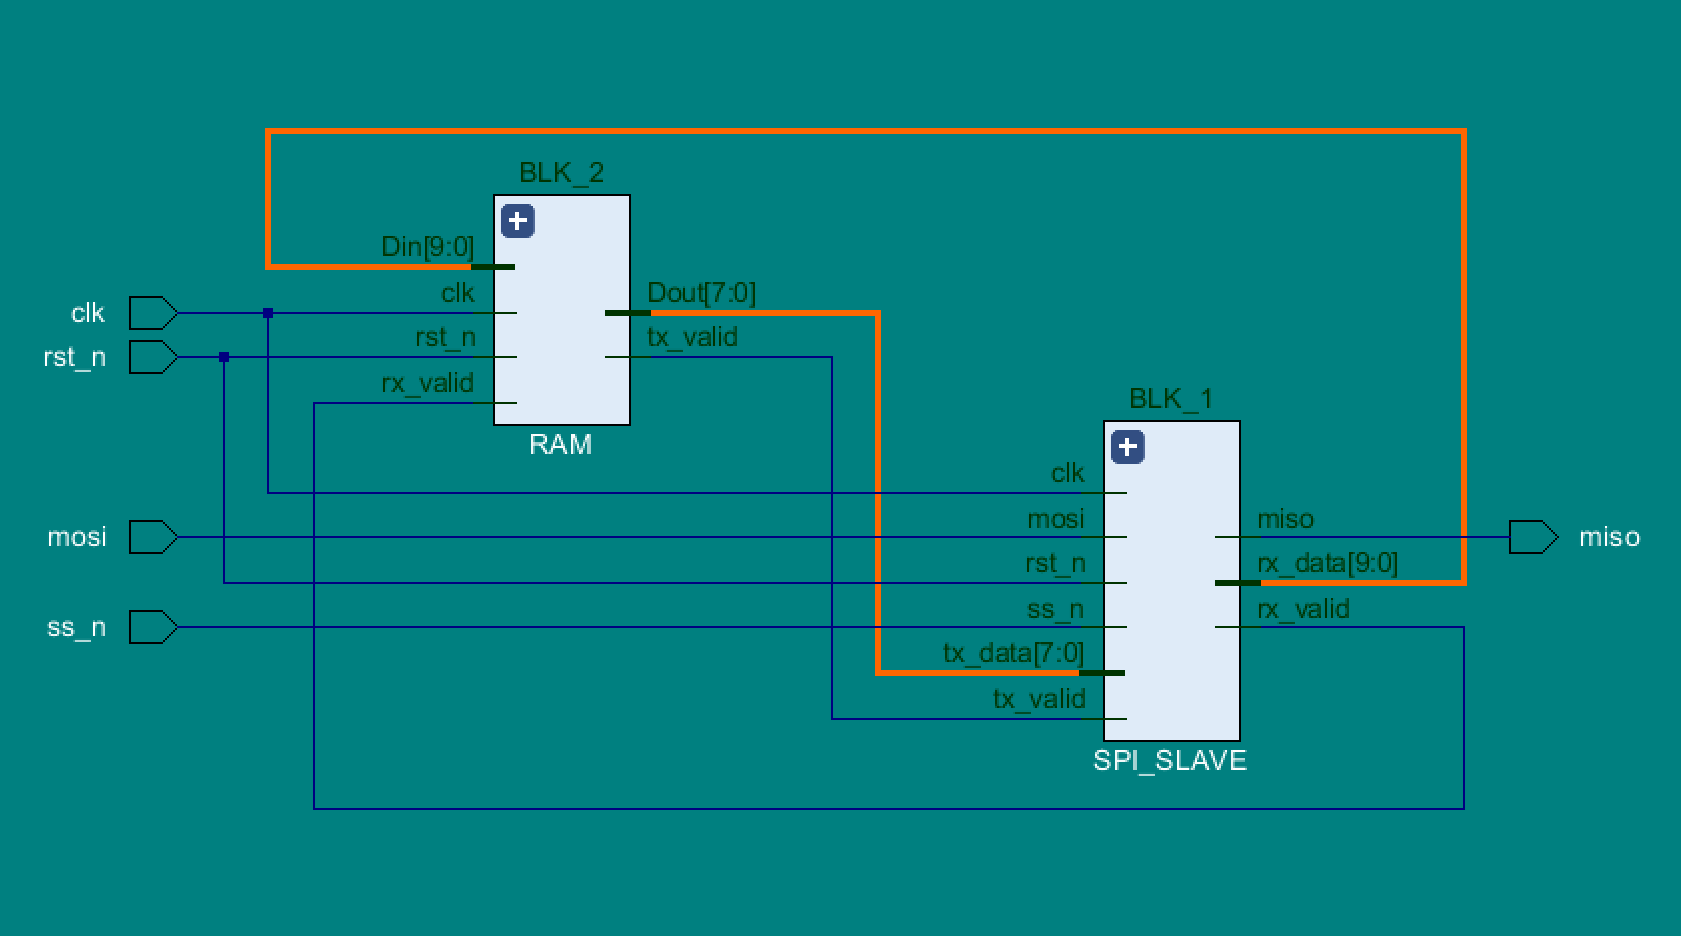 BLK_2
Din[9:0]
clk
rst_n
rx_valid
Dout[7:0]
tx_valid
RAM
clk
rst_n
mosi
ss_n
BLK_1
clk
mosi
rst_n
ss_n
tx_data[7:0]
tx_valid
miso
rx_data[9:0]
rx_valid
SPI_SLAVE
miso